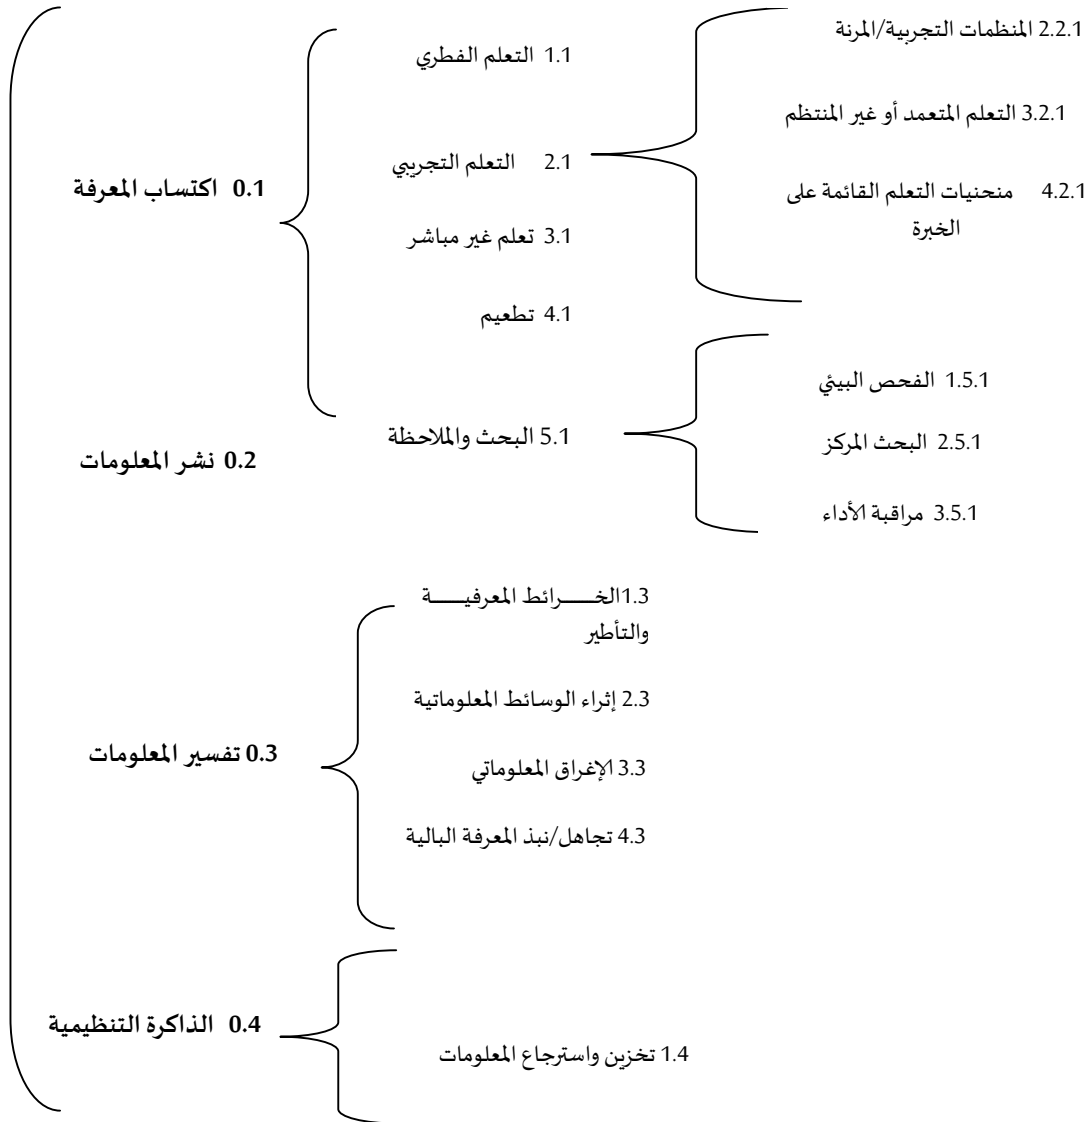 0.1 اكتساب المعرفة
1.1 التعلم الفطري
2.1 التعلم التجريبي
2.2.1 المنظمات التجريبية/المرنة
3.2.1 التعلم المتعمد أو غير المنتظم
4.2.1 منحنيات التعلم القائمة على
الخبرة
3.1 تعلم غير مباشر
4.1 تطعيم
5.1 البحث والملاحظة
1.5.1 الفحص البيئي
2.5.1 البحث المركز
3.5.1 مراقبة الأداء
0.2 نشر المعلومات
0.3 تفسير المعلومات
1.3 الخـــــرائط المعرفيـــــة
والتأطير
2.3 إثراء الوسائط المعلوماتية
3.3 الإغراق المعلوماتي
4.3 تجاهل/نبذ المعرفة البالية
0.4 الذاكرة التنظيمية
1.4 تخزين واسترجاع المعلومات